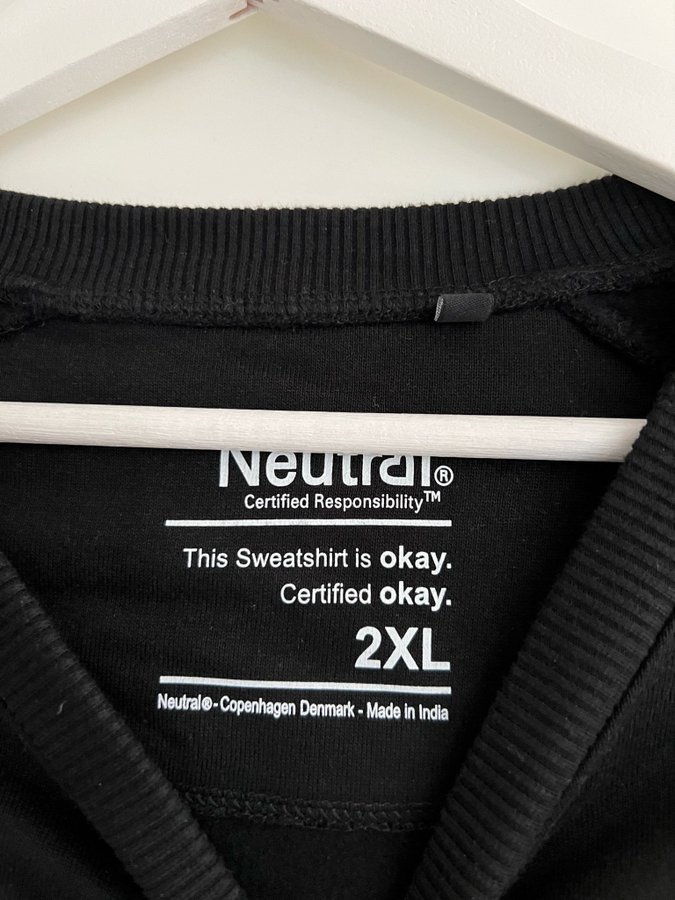 Neutral®
Certified Responsibility™
This Sweatshirt is okay.
Certified okay.
2XL
Neutral® - Copenhagen Denmark - Made in India